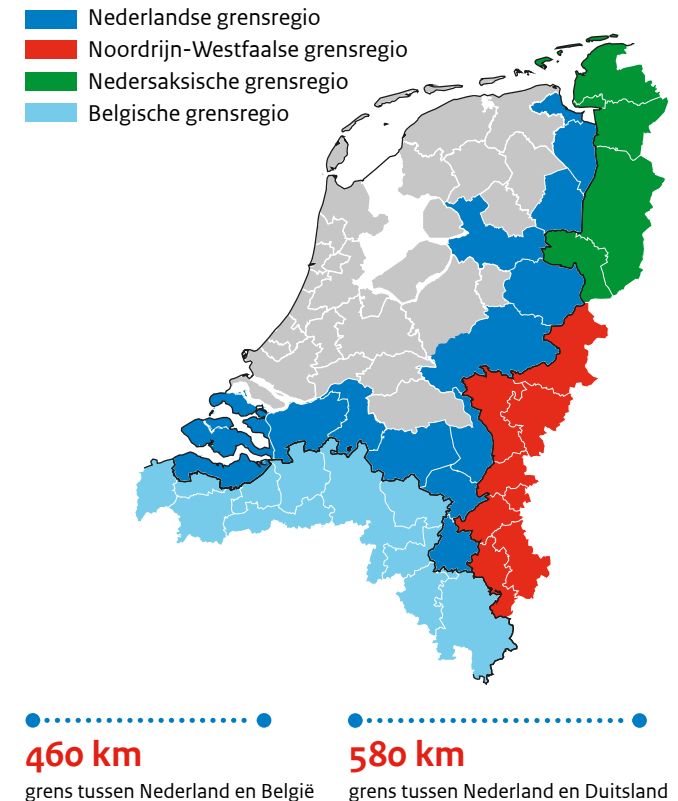 Nederlandse grensregio
Noordrijn-Westfaalse grensregio
Nedersaksische grensregio
Belgische grensregio
460 km
grens tussen Nederland en België
580 km
grens tussen Nederland en Duitsland